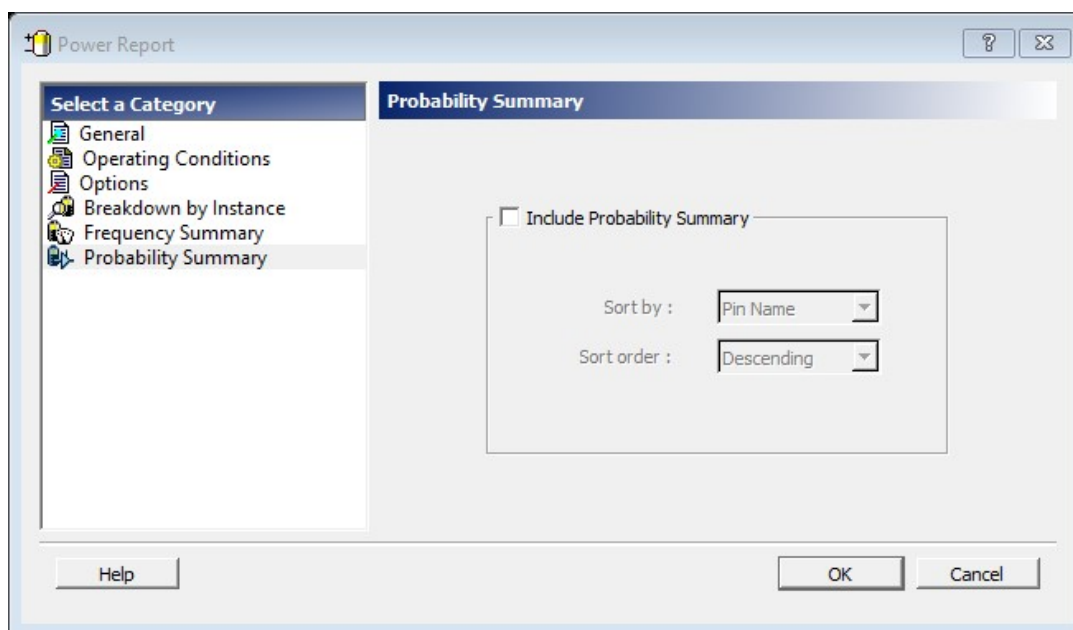 Power Report
Select a Category
General
Operating Conditions
Options
Breakdown by Instance
Frequency Summary
Probability Summary
Probability Summary
Include Probability Summary
Sort by :
Pin Name
Sort order :
Descending
Help
OK
Cancel